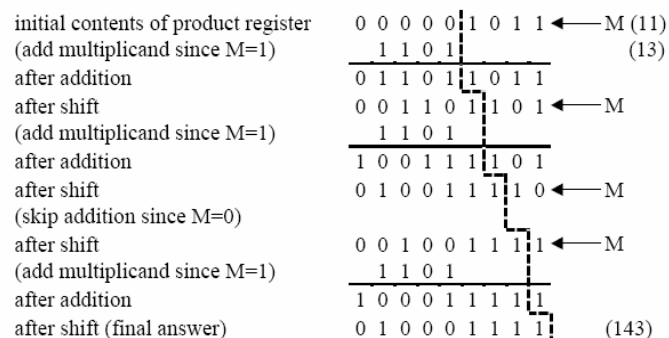 initial contents of product register 0 0 0 0 0 1 0 1 1 M (11)
(add multiplicand since M=1) 1 1 0 1 (13)
after addition 0 1 1 0 1 1 0 1 1
after shift 0 0 1 1 0 1 1 0 1 M
(add multiplicand since M=1) 1 1 0 1
after addition 1 0 0 1 1 1 1 0 1
after shift 0 1 0 0 1 1 1 1 0 M
(skip addition since M=0)
after shift 0 0 1 0 0 1 1 1 1 M
(add multiplicand since M=1) 1 1 0 1
after addition 1 0 0 0 1 1 1 1 1
after shift (final answer) 0 1 0 0 0 1 1 1 1 (143)